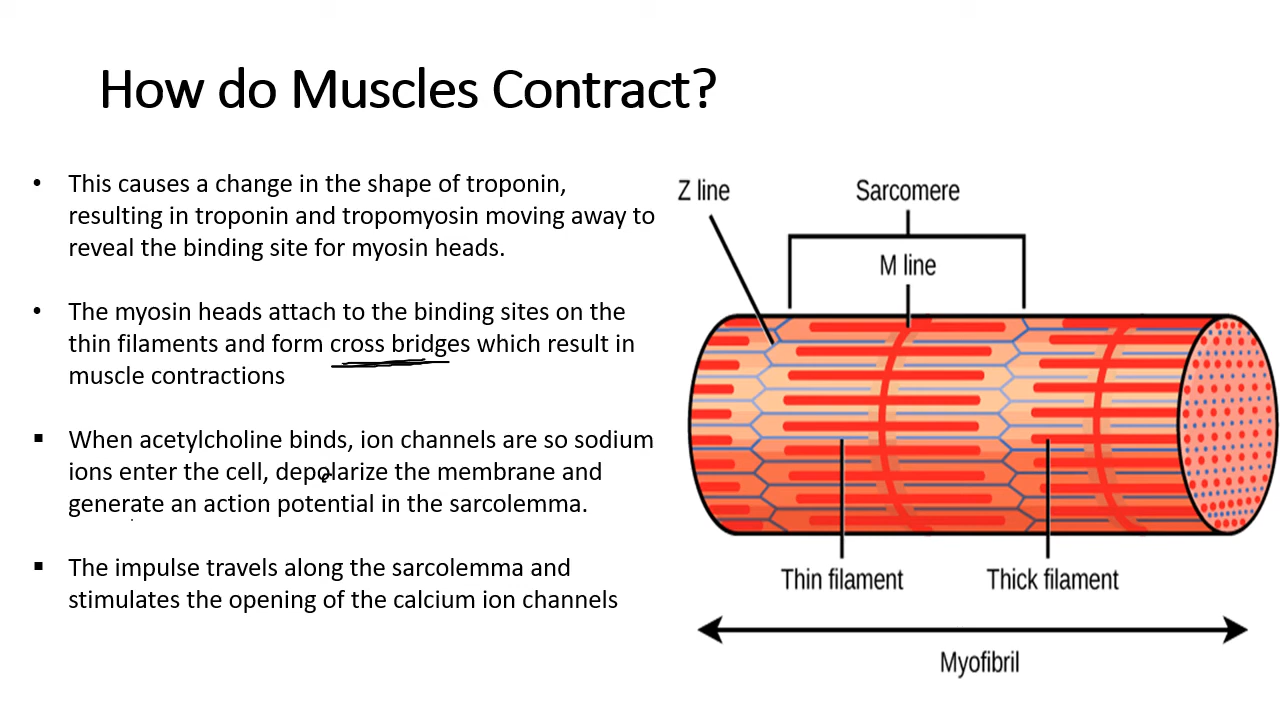 How do Muscles Contract?
• This causes a change in the shape of troponin,
resulting in troponin and tropomyosin moving away to
reveal the binding site for myosin heads.
• The myosin heads attach to the binding sites on the
thin filaments and form cross bridges which result in
muscle contractions
▪ When acetylcholine binds, ion channels are so sodium
ions enter the cell, depolarize the membrane and
generate an action potential in the sarcolemma.
▪ The impulse travels along the sarcolemma and
stimulates the opening of the calcium ion channels
Z line
Sarcomere
M line
Thin filament
Thick filament
Myofibril